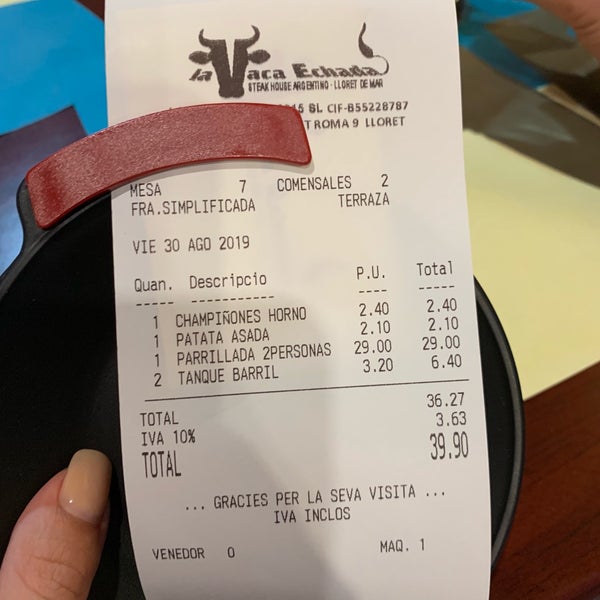 la Vaca Echada
STEAK HOUSE ARGENTINO - LLORET DE MAR
SL CIF-B55228787
ROMA 9 LLORET
MESA 7 COMENSALES 2
FRA.SIMPLIFICADA TERRAZA
VIE 30 AGO 2019
Quan. Descripcio P.U. Total
----- ----------- ---- -----
1 CHAMPIÑONES HORNO 2.40 2.40
1 PATATA ASADA 2.10 2.10
1 PARRILLADA 2PERSONAS 29.00 29.00
2 TANQUE BARRIL 3.20 6.40
TOTAL 36.27
IVA 10% 3.63
TOTAL 39.90
... GRACIES PER LA SEVA VISITA ...
IVA INCLOS
VENEDOR 0 MAQ. 1